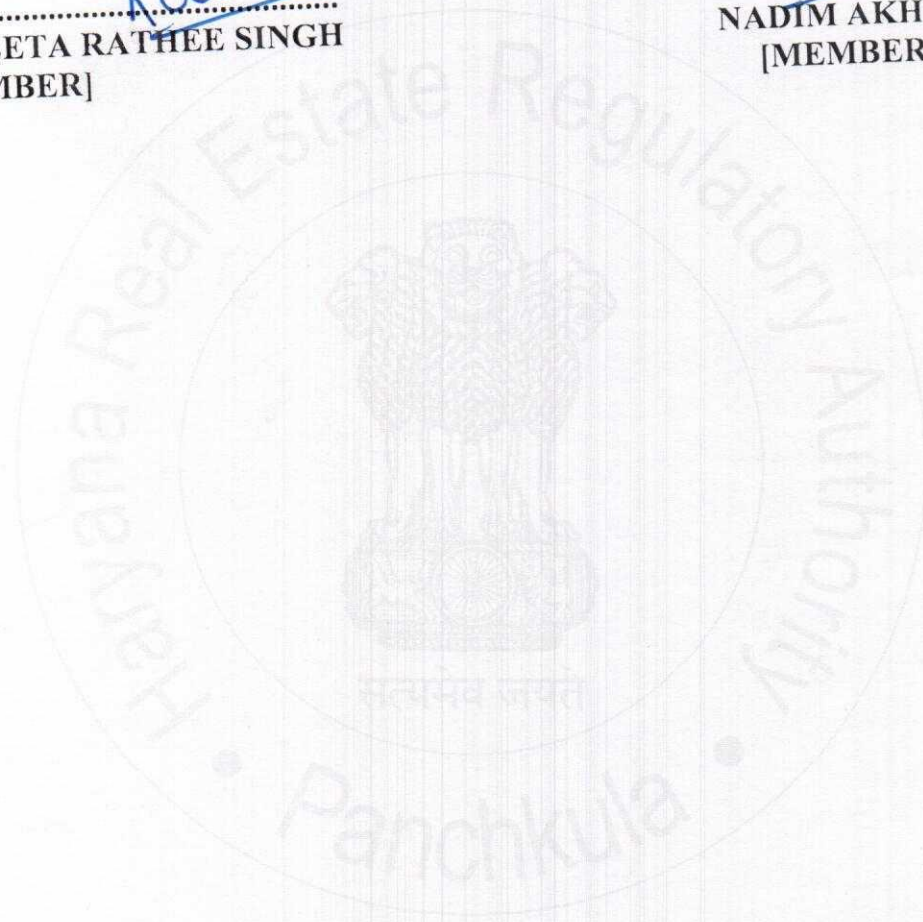 ETA RATHEE SINGH
NADIM AKH
MBER]
[MEMBER
Haryana Real Estate Regulatory Authority
सत्यमेव जयते
• Panchkula •